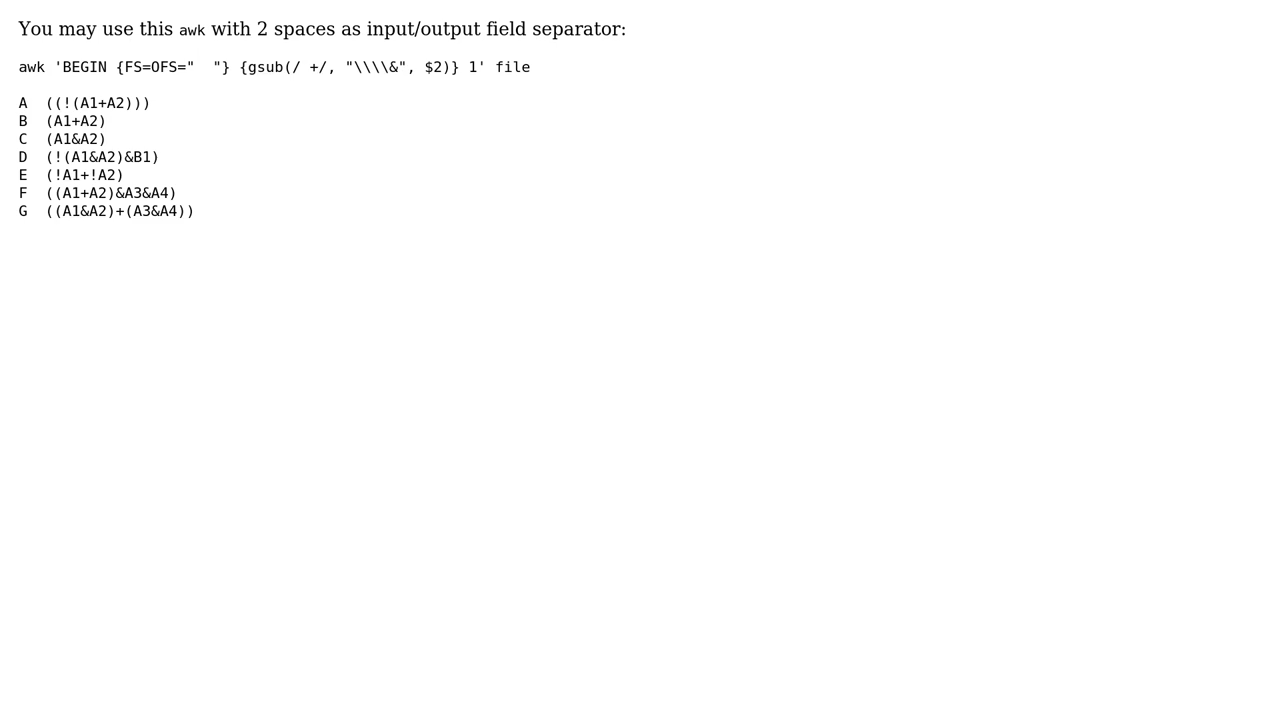 You may use this awk with 2 spaces as input/output field separator:
awk 'BEGIN {FS=OFS="  "} {gsub(/ +/, "\\\\&", $2)} 1' file
A  ((!(A1+A2)))
B  (A1+A2)
C  (A1&A2)
D  (!(A1&A2)&B1)
E  (!A1+!A2)
F  ((A1+A2)&A3&A4)
G  ((A1&A2)+(A3&A4))